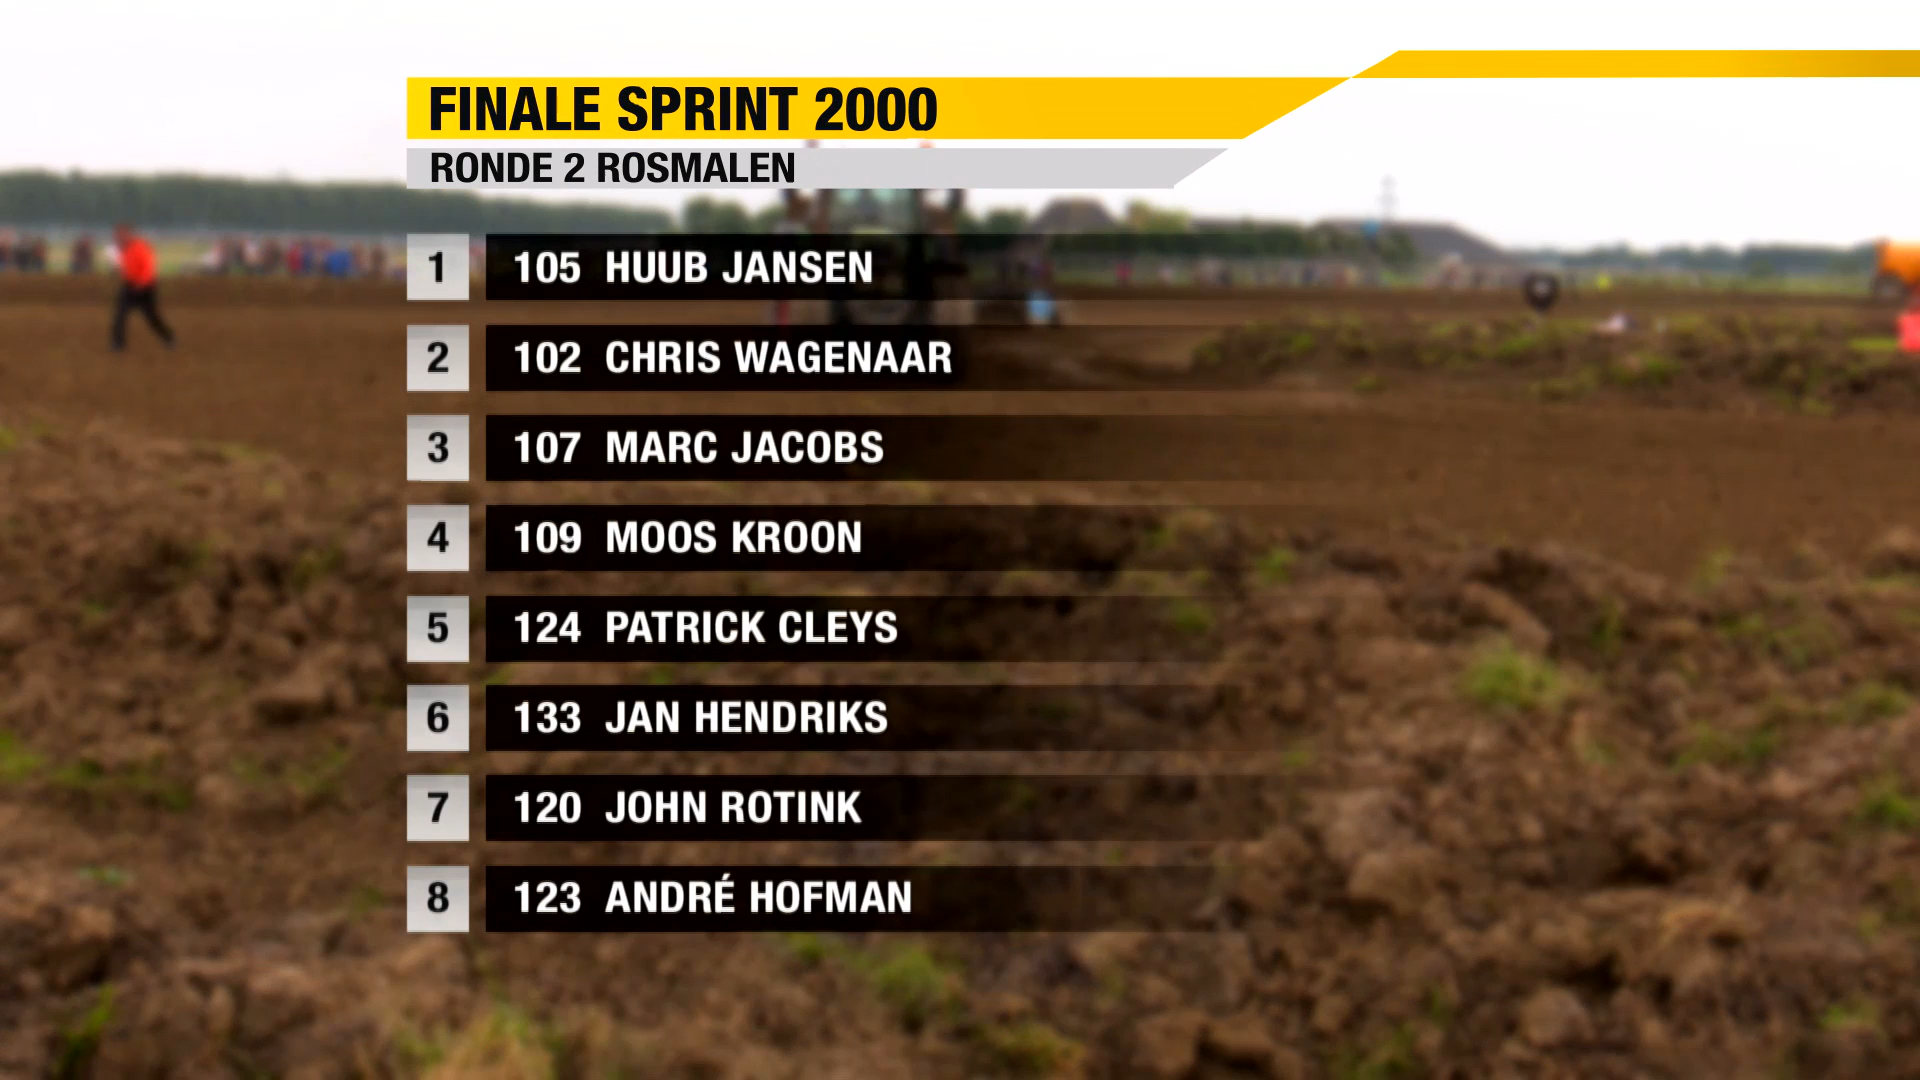 FINALE SPRINT 2000
RONDE 2 ROSMALEN
1 105 HUUB JANSEN
2 102 CHRIS WAGENAAR
3 107 MARC JACOBS
4 109 MOOS KROON
5 124 PATRICK CLEYS
6 133 JAN HENDRIKS
7 120 JOHN ROTINK
8 123 ANDRÉ HOFMAN